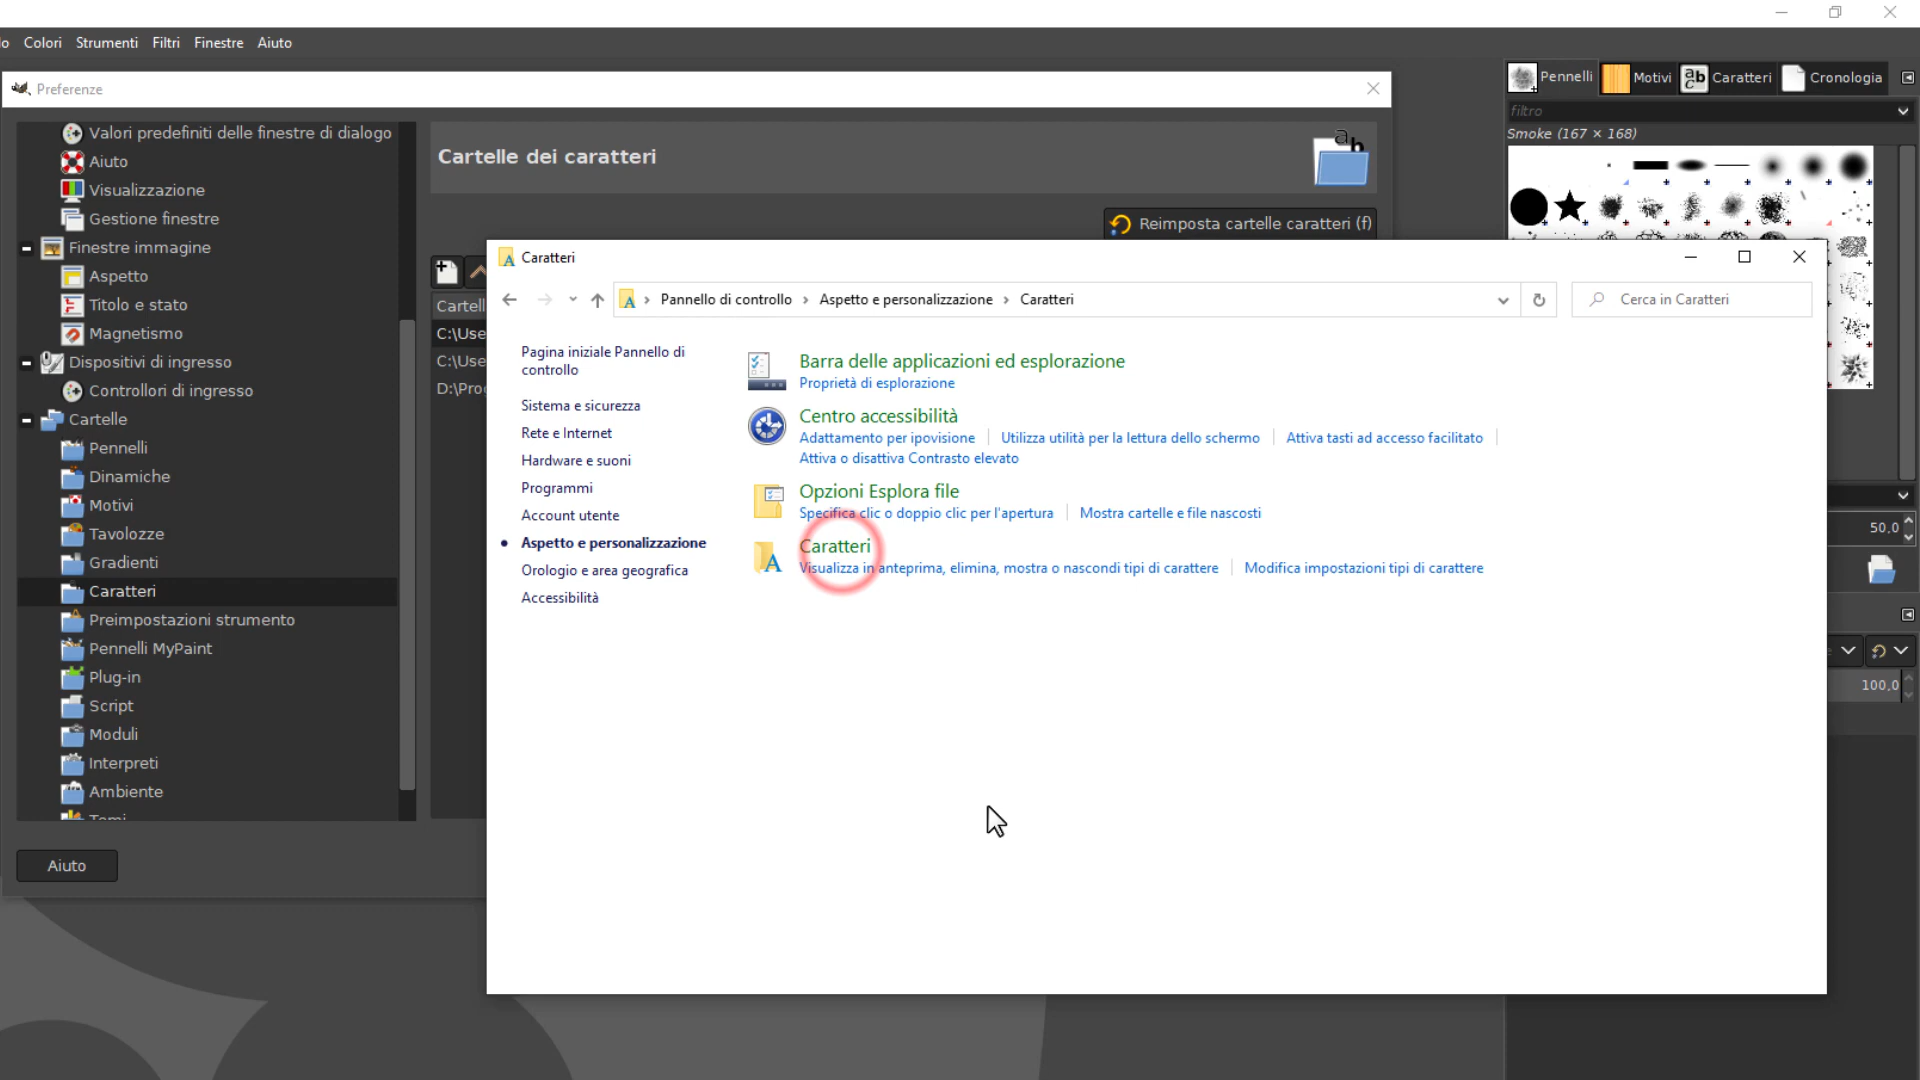 Colori Strumenti Filtri Finestre Aiuto
Preferenze
Valori predefiniti delle finestre di dialogo
Aiuto
Visualizzazione
Gestione finestre
Finestre immagine
Aspetto
Titolo e stato
Magnetismo
Dispositivi di ingresso
Controllori di ingresso
Cartelle
Pennelli
Dinamiche
Motivi
Tavolozze
Gradienti
Caratteri
Preimpostazioni strumento
Pennelli MyPaint
Plug-in
Script
Moduli
Interpreti
Ambiente
Temi
Aiuto
Cartelle dei caratteri
Reimposta cartelle caratteri (f)
C:\Use
C:\Use
Caratteri
Pannello di controllo › Aspetto e personalizzazione › Caratteri
Cerca in Caratteri
Pagina iniziale Pannello di
controllo
Sistema e sicurezza
Rete e Internet
Hardware e suoni
Programmi
Account utente
Aspetto e personalizzazione
Orologio e area geografica
Accessibilità
Barra delle applicazioni ed esplorazione
Proprietà di esplorazione
Centro accessibilità
Adattamento per ipovisione Utilizza utilità per la lettura dello schermo Attiva tasti ad accesso facilitato
Attiva o disattiva Contrasto elevato
Opzioni Esplora file
Specifica clic o doppio clic per l'apertura Mostra cartelle e file nascosti
Caratteri
Visualizza in anteprima, elimina, mostra o nascondi tipi di carattere Modifica impostazioni tipi di carattere
Pennelli Motivi Caratteri Cronologia
filtro
Smoke (167 × 168)
50,0
100,0